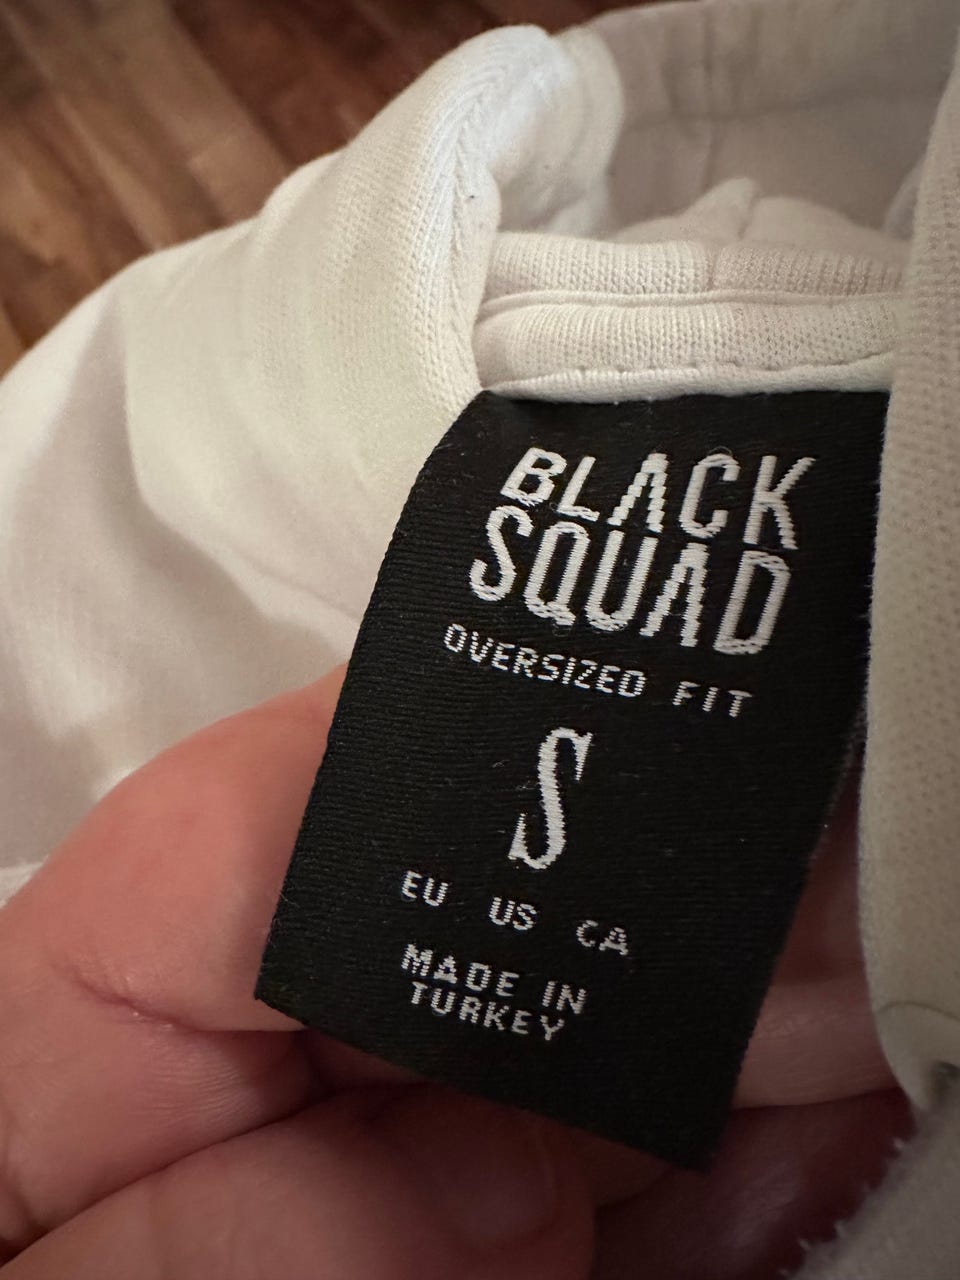 BLACK
SQUAD
OVERSIZED FIT
S
EU US CA
MADE IN
TURKEY